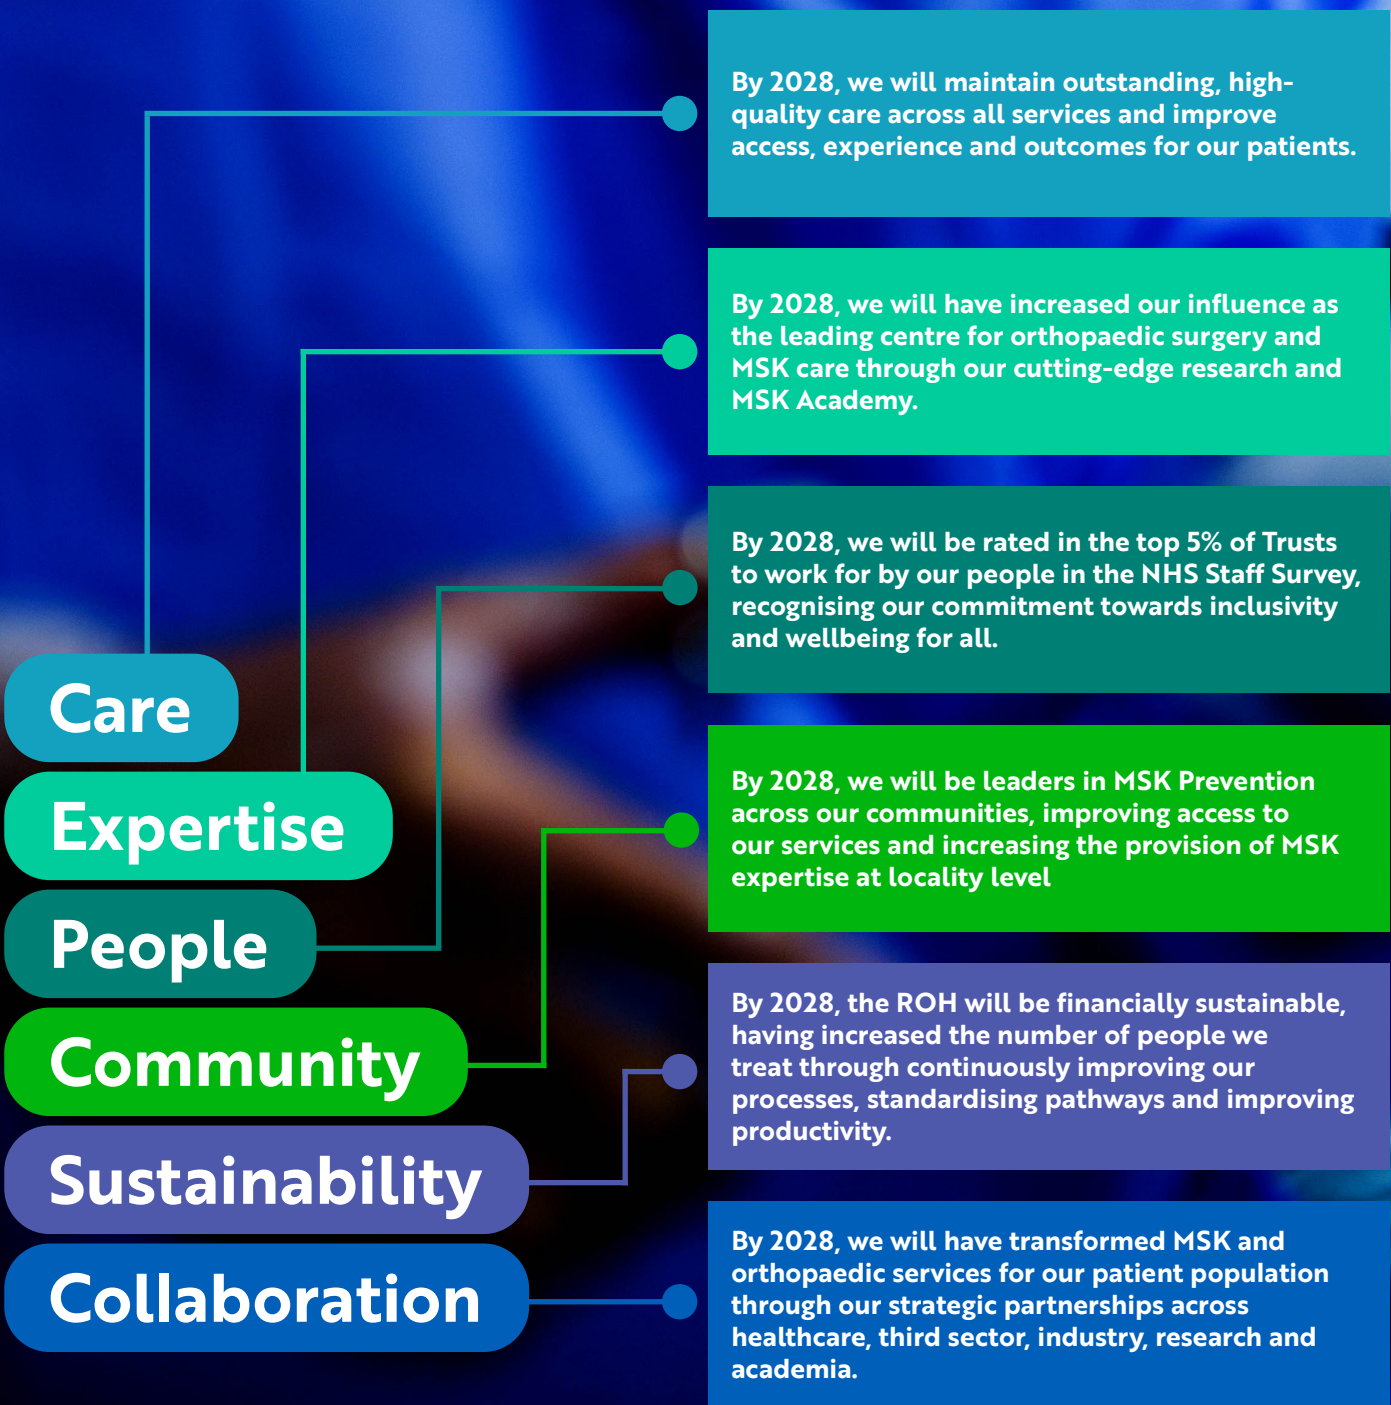 By 2028, we will maintain outstanding, high-
quality care across all services and improve
access, experience and outcomes for our patients.
By 2028, we will have increased our influence as
the leading centre for orthopaedic surgery and
MSK care through our cutting-edge research and
MSK Academy.
By 2028, we will be rated in the top 5% of Trusts
to work for by our people in the NHS Staff Survey,
recognising our commitment towards inclusivity
and wellbeing for all.
By 2028, we will be leaders in MSK Prevention
across our communities, improving access to
our services and increasing the provision of MSK
expertise at locality level
By 2028, the ROH will be financially sustainable,
having increased the number of people we
treat through continuously improving our
processes, standardising pathways and improving
productivity.
By 2028, we will have transformed MSK and
orthopaedic services for our patient population
through our strategic partnerships across
healthcare, third sector, industry, research and
academia.
Care
Expertise
People
Community
Sustainability
Collaboration